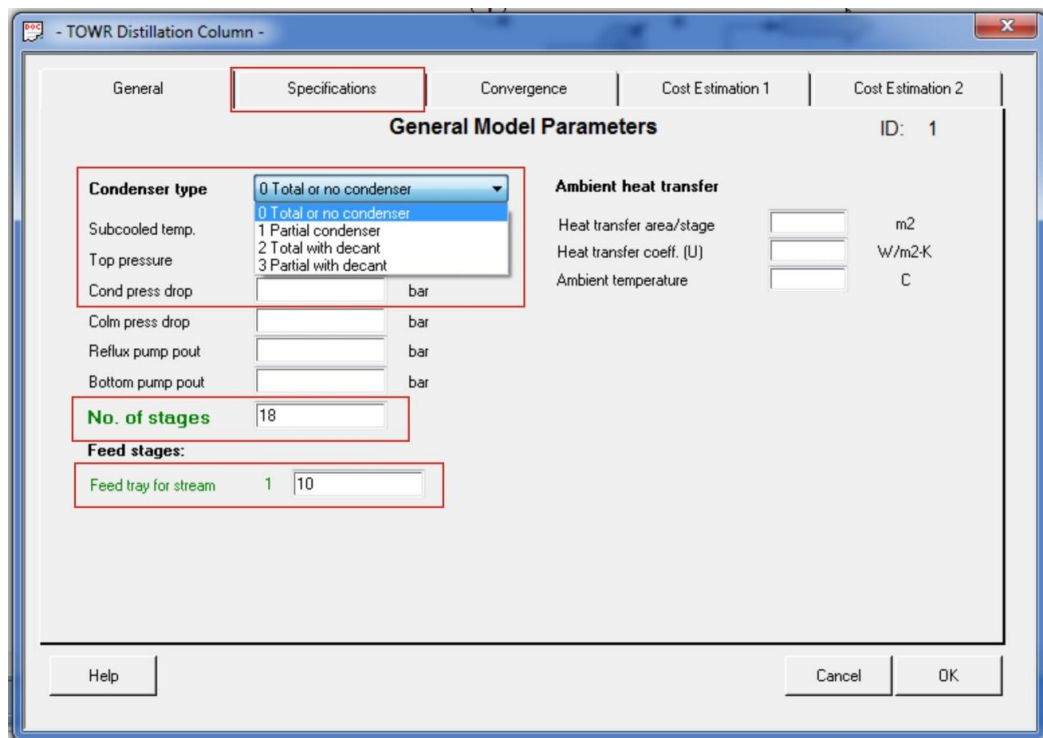 - TOWR Distillation Column -
General Specifications Convergence Cost Estimation 1 Cost Estimation 2
General Model Parameters ID: 1
Condenser type 0 Total or no condenser Ambient heat transfer
0 Total or no condenser
1 Partial condenser
2 Total with decant
3 Partial with decant
Subcooled temp. Heat transfer area/stage m2
Top pressure Heat transfer coeff. (U) W/m2-K
Cond press drop bar Ambient temperature C
Colm press drop bar
Reflux pump pout bar
Bottom pump pout bar
No. of stages 18
Feed stages:
Feed tray for stream 1 10
Help Cancel OK